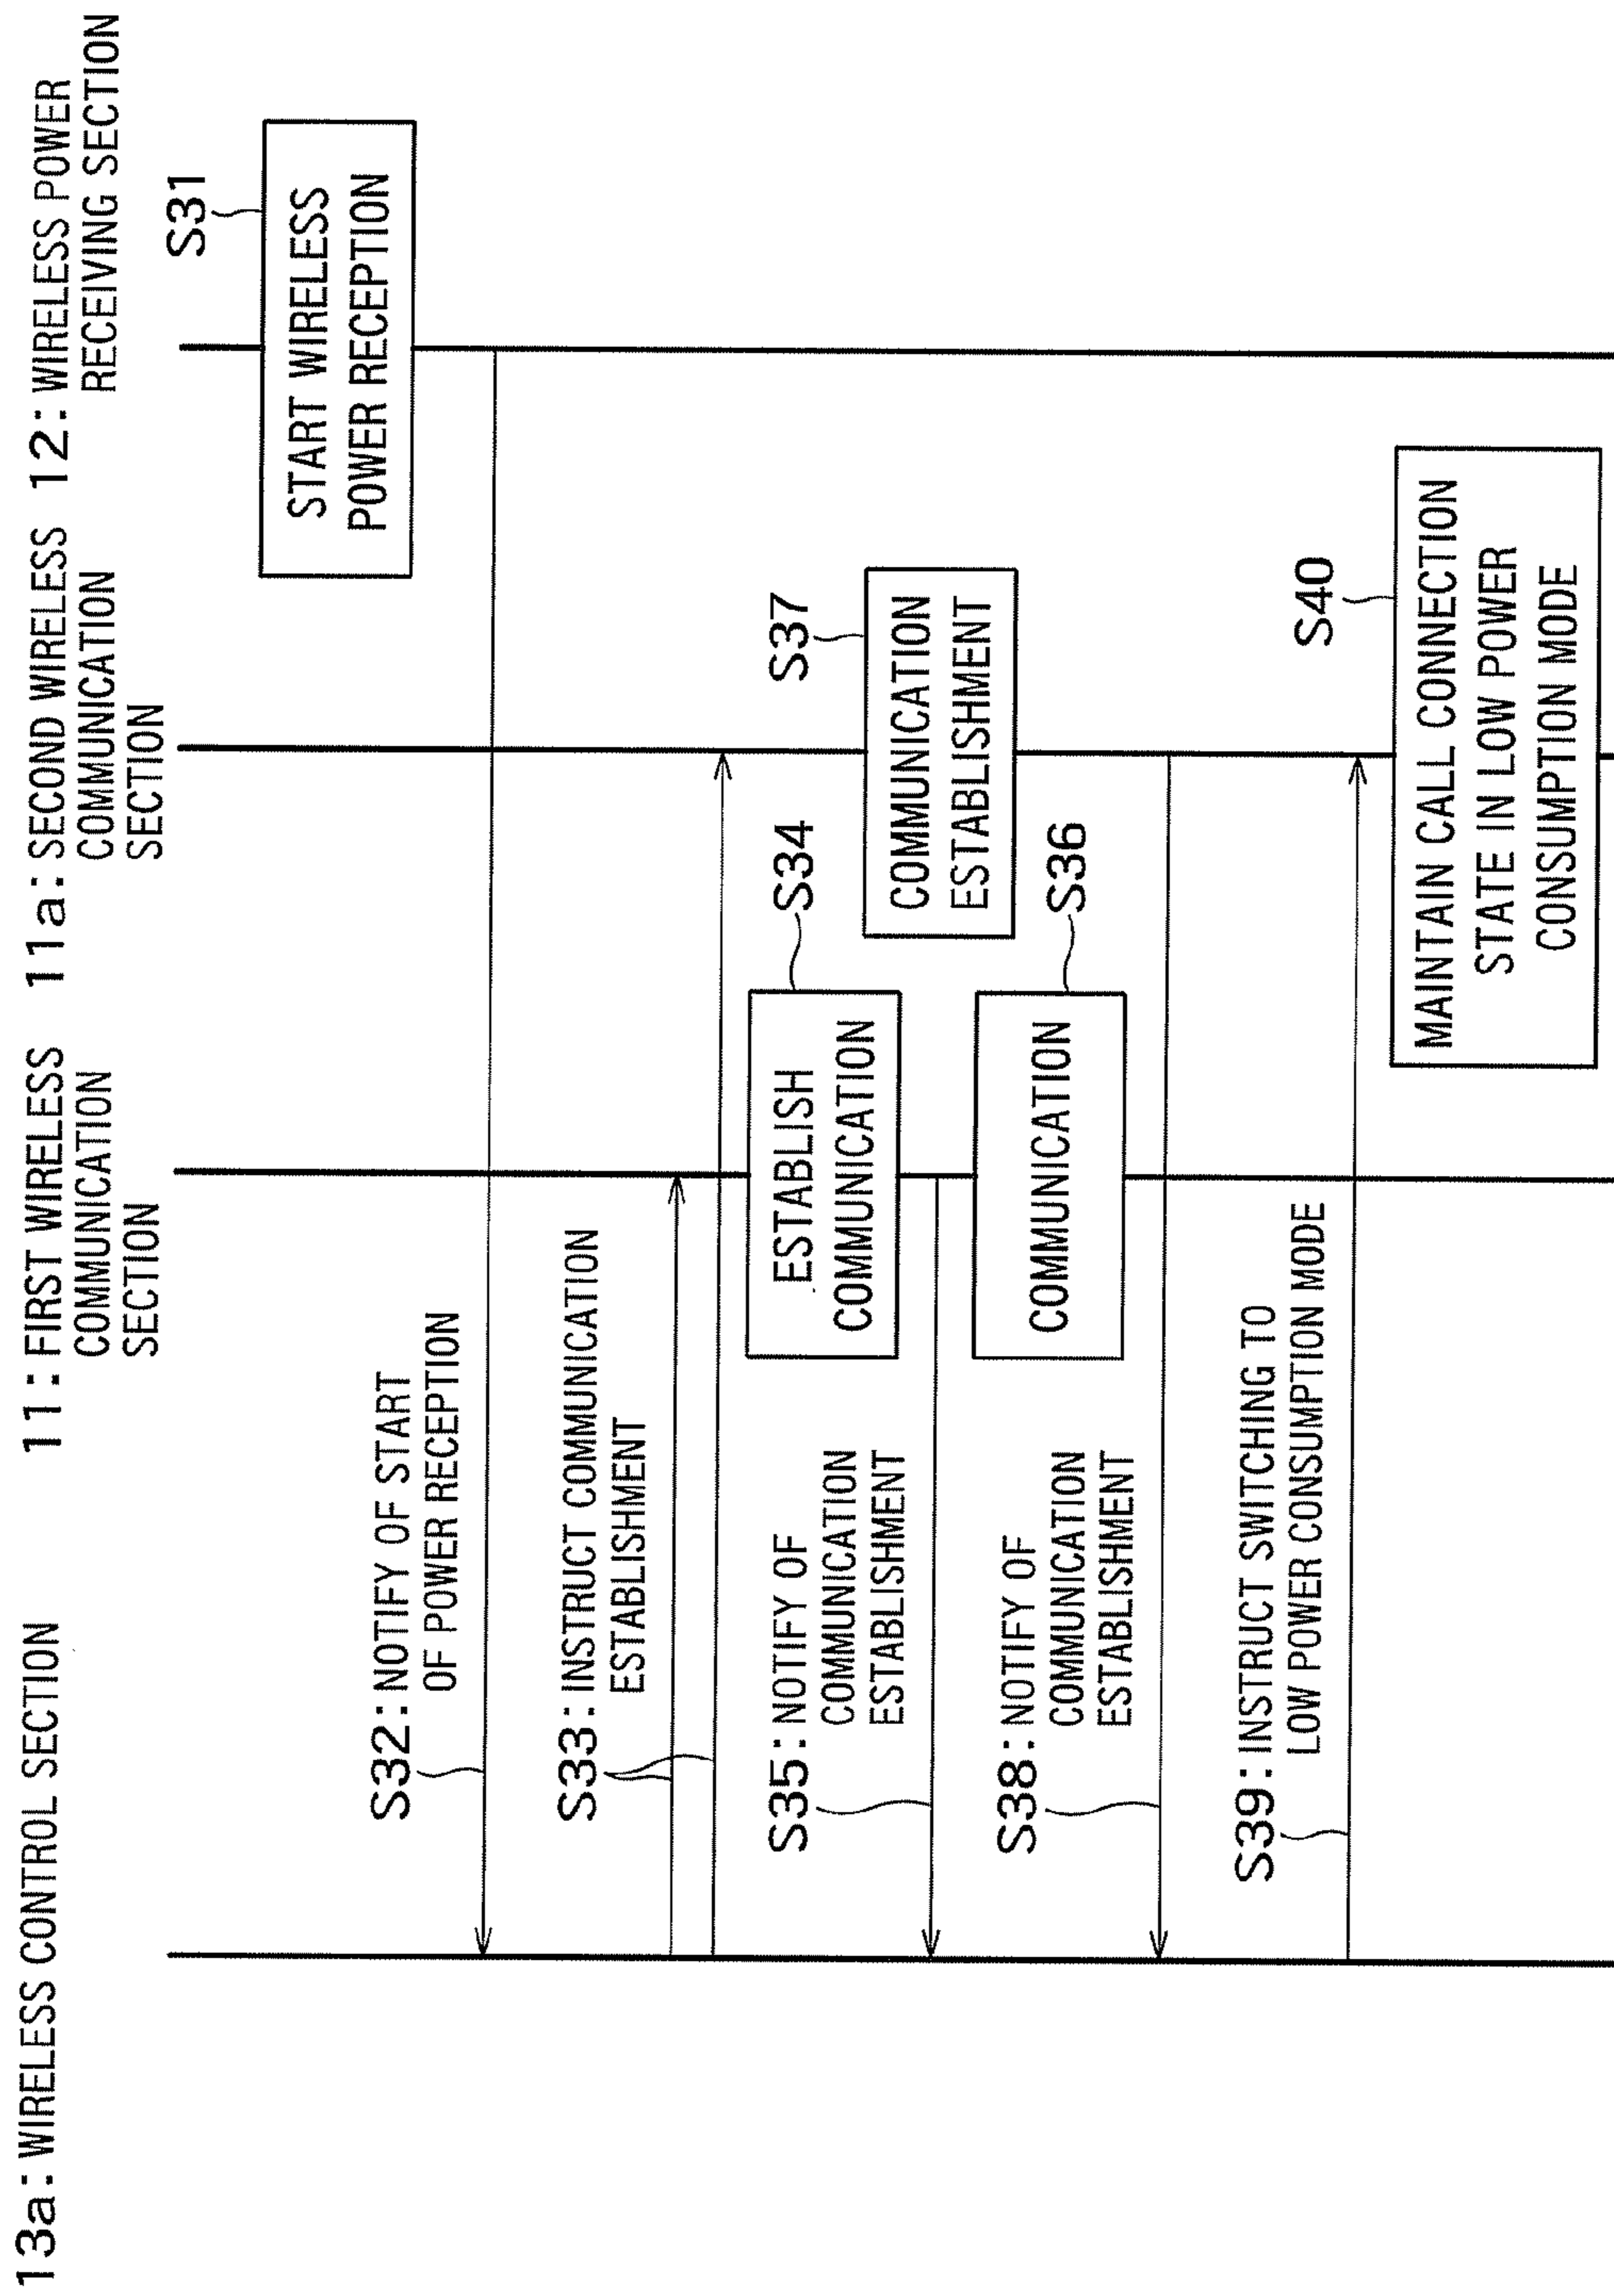 13a: WIRELESS CONTROL SECTION
11: FIRST WIRELESS
COMMUNICATION
SECTION
11a: SECOND WIRELESS
COMMUNICATION
SECTION
12: WIRELESS POWER
RECEIVING SECTION
S31
START WIRELESS
POWER RECEPTION
S32: NOTIFY OF START
OF POWER RECEPTION
S33: INSTRUCT COMMUNICATION
ESTABLISHMENT
S34
ESTABLISH
COMMUNICATION
S35: NOTIFY OF
COMMUNICATION
ESTABLISHMENT
S37
COMMUNICATION
ESTABLISHMENT
S36
COMMUNICATION
S38: NOTIFY OF
COMMUNICATION
ESTABLISHMENT
S39: INSTRUCT SWITCHING TO
LOW POWER CONSUMPTION MODE
S40
MAINTAIN CALL CONNECTION
STATE IN LOW POWER
CONSUMPTION MODE